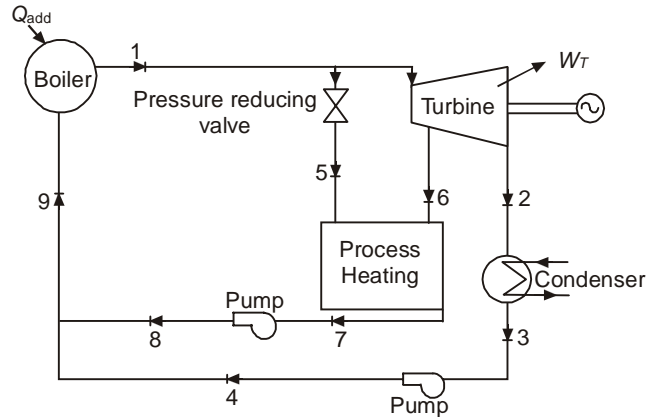 Qadd
1
Boiler
WT
Turbine
Pressure reducing
valve
5
6
2
9
Process
Heating
Condenser
Pump
8
7
3
4
Pump